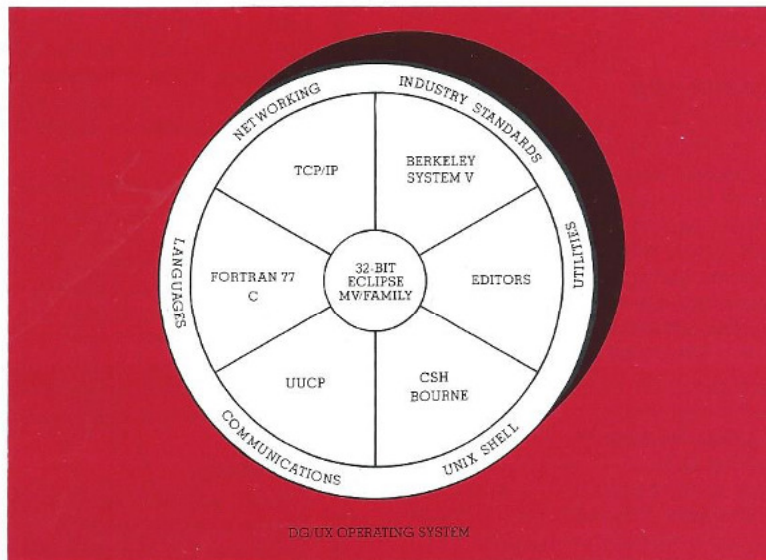 NETWORKING
INDUSTRY STANDARDS
UTILITIES
UNIX SHELL
COMMUNICATIONS
LANGUAGES
TCP/IP
BERKELEY
SYSTEM V
EDITORS
CSH
BOURNE
UUCP
FORTRAN 77
C
32-BIT
ECLIPSE
MV/FAMILY
DG/UX OPERATING SYSTEM